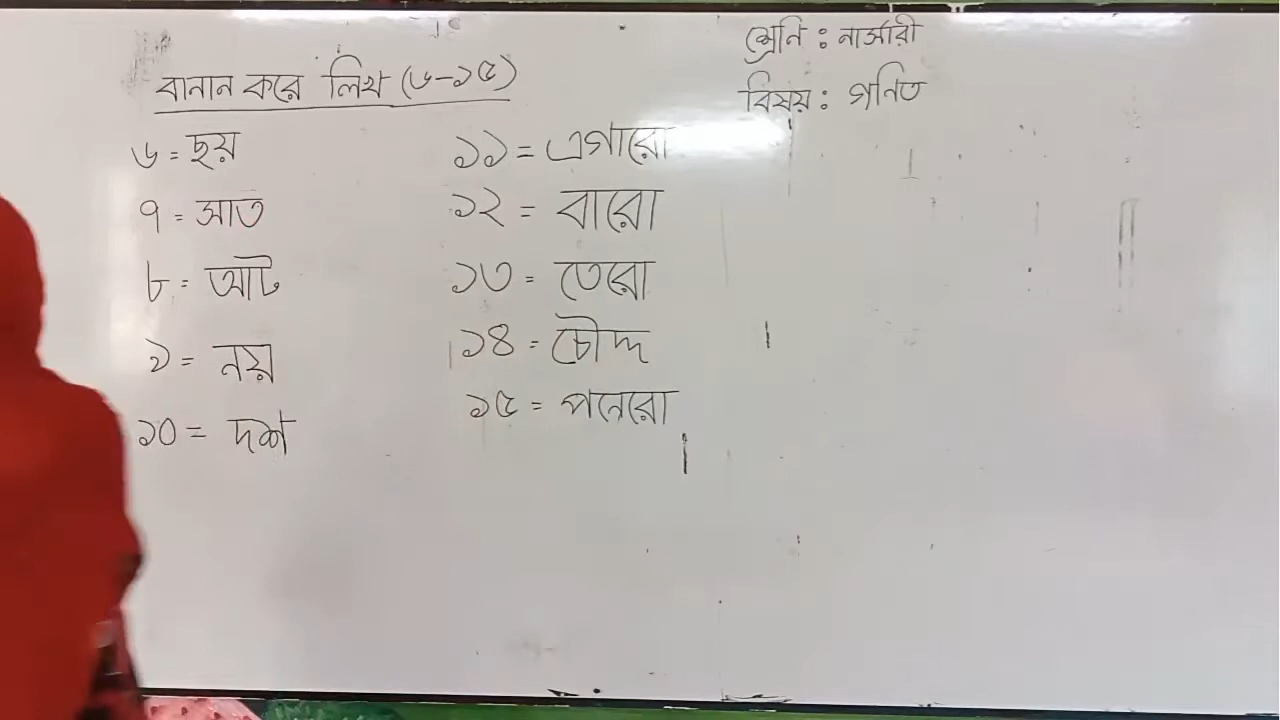 শ্রেনি : নার্সারী
বিষয় : গনিত
বানান করে লিখ (৬-১৫)
৬ = ছয়
৭ = সাত
৮ = আট
৯ = নয়
১০ = দশ
১১ = এগারো
১২ = বারো
১৩ = তেরো
১৪ = চৌদ্দ
১৫ = পনেরো